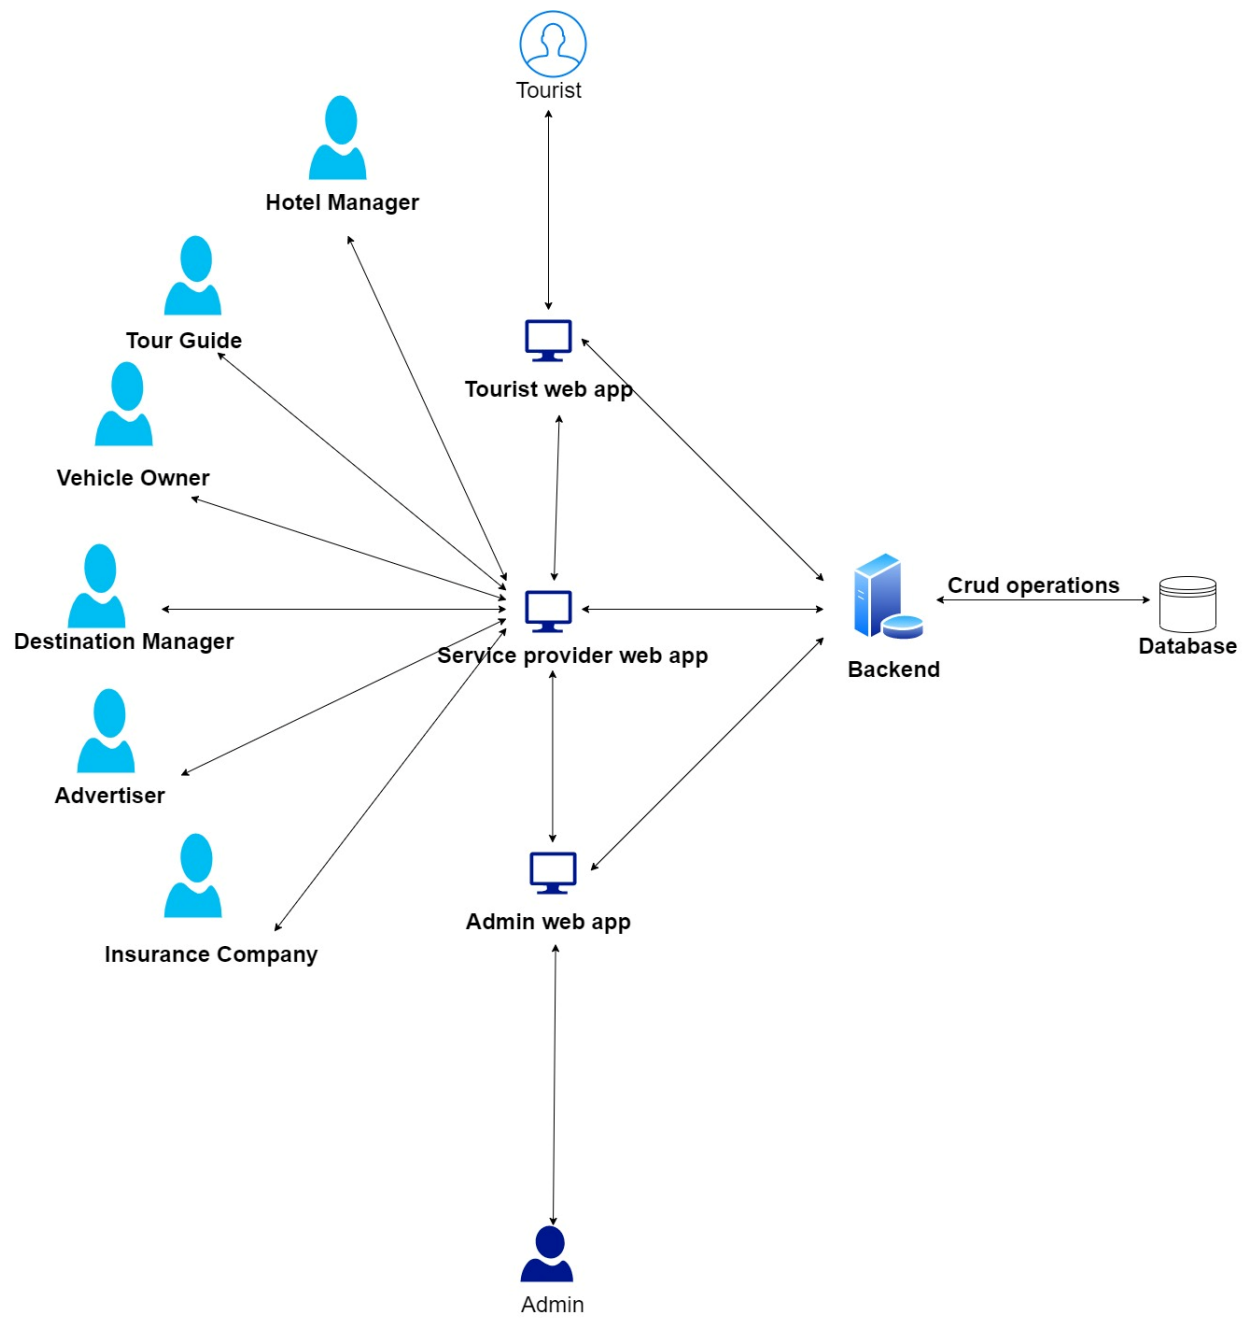 Tourist
Hotel Manager
Tour Guide
Tourist web app
Vehicle Owner
Crud operations
Destination Manager
Database
Service provider web app
Backend
Advertiser
Admin web app
Insurance Company
Admin